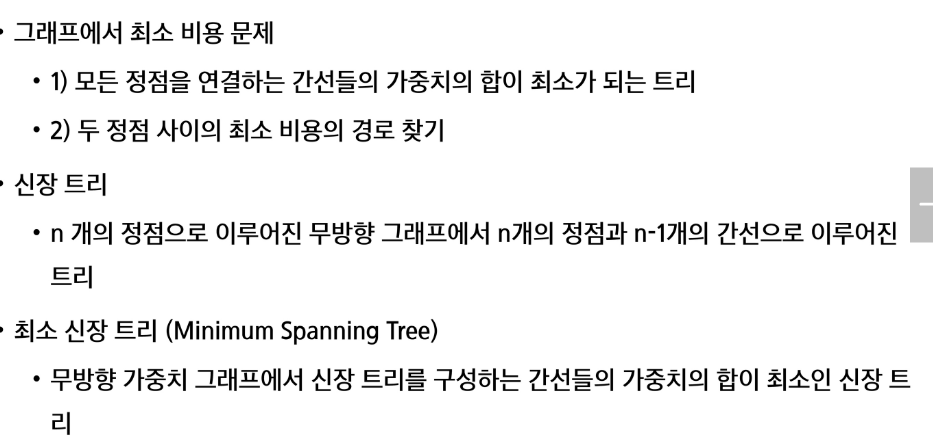 • 그래프에서 최소 비용 문제
• 1) 모든 정점을 연결하는 간선들의 가중치의 합이 최소가 되는 트리
• 2) 두 정점 사이의 최소 비용의 경로 찾기
• 신장 트리
• n 개의 정점으로 이루어진 무방향 그래프에서 n개의 정점과 n-1개의 간선으로 이루어진
트리
• 최소 신장 트리 (Minimum Spanning Tree)
• 무방향 가중치 그래프에서 신장 트리를 구성하는 간선들의 가중치의 합이 최소인 신장 트
리